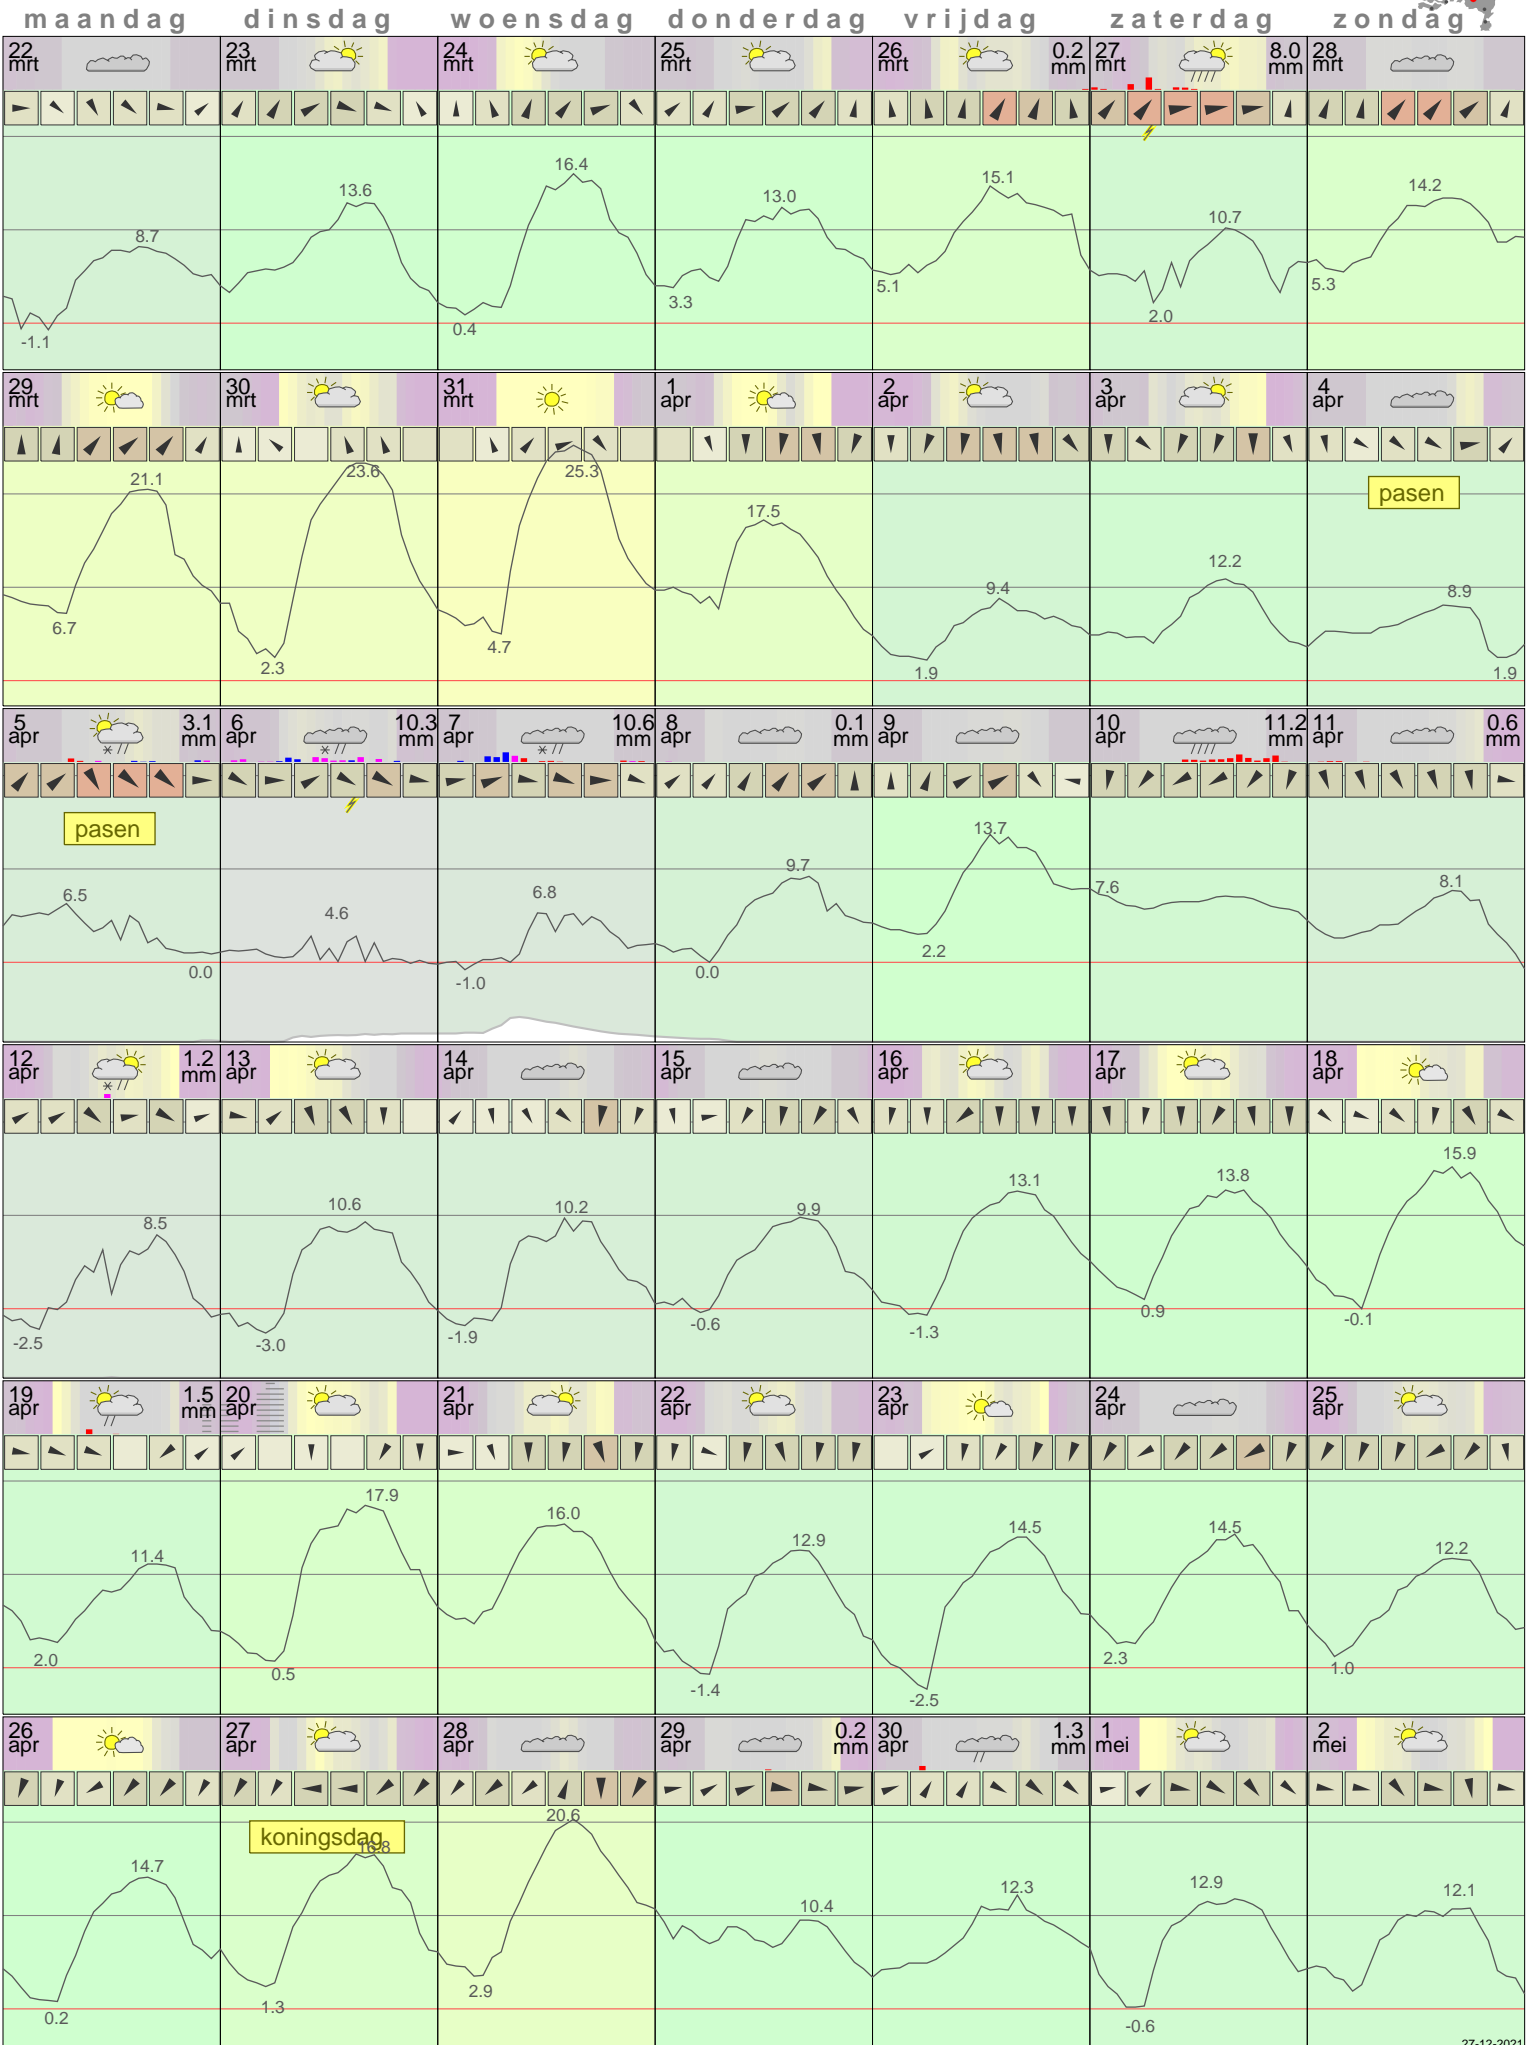 maandag dinsdag woensdag donderdag vrijdag zaterdag zondag
22 23 24 25 26 0.2 27 8.0 28
mrt mrt mrt mrt mrt mm mrt mm mrt
8.7 13.6 16.4 13.0 15.1 10.7 14.2
-1.1 0.4 3.3 5.1 2.0 5.3
29 30 31 1 2 3 4
mrt mrt mrt apr apr apr apr
21.1 23.6 25.3 17.5 9.4 12.2 8.9
pasen
6.7 2.3 4.7 1.9 1.9
5 3.1 6 10.3 7 10.6 8 0.1 9 10 11.2 11 0.6
apr mm apr mm apr mm apr mm apr apr mm apr mm
pasen
6.5 4.6 6.8 9.7 13.7 7.6 8.1
0.0 -1.0 0.0 2.2
12 1.2 13 14 15 16 17 18
apr mm apr apr apr apr apr apr
8.5 10.6 10.2 9.9 13.1 13.8 15.9
-2.5 -3.0 -1.9 -0.6 -1.3 0.9 -0.1
19 1.5 20 21 22 23 24 25
apr mm apr apr apr apr apr apr
11.4 17.9 16.0 12.9 14.5 14.5 12.2
2.0 0.5 -1.4 -2.5 2.3 1.0
26 27 28 29 0.2 30 1.3 1 2
apr apr apr apr mm apr mm mei mei
koningsdag
14.7 16.8 20.6 10.4 12.3 12.9 12.1
0.2 1.3 2.9 -0.6
27-12-2021